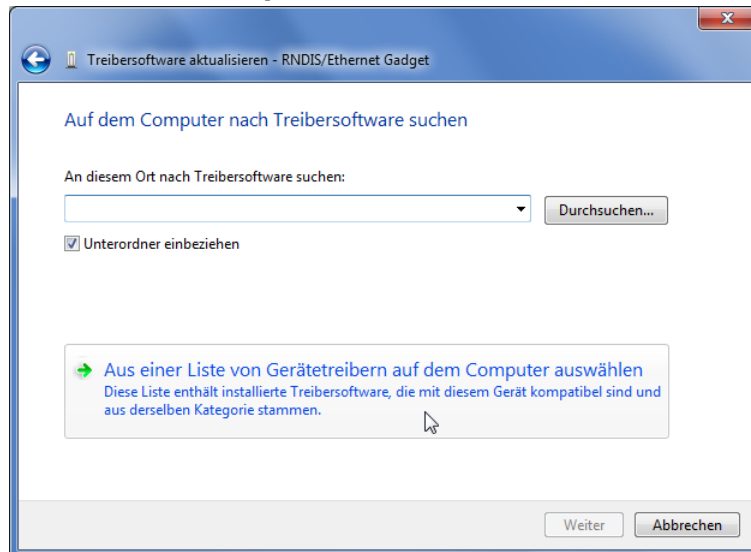 Treibersoftware aktualisieren - RNDIS/Ethernet Gadget
Auf dem Computer nach Treibersoftware suchen
An diesem Ort nach Treibersoftware suchen:
Durchsuchen...
Unterordner einbeziehen
Aus einer Liste von Gerätetreibern auf dem Computer auswählen
Diese Liste enthält installierte Treibersoftware, die mit diesem Gerät kompatibel sind und
aus derselben Kategorie stammen.
Weiter
Abbrechen